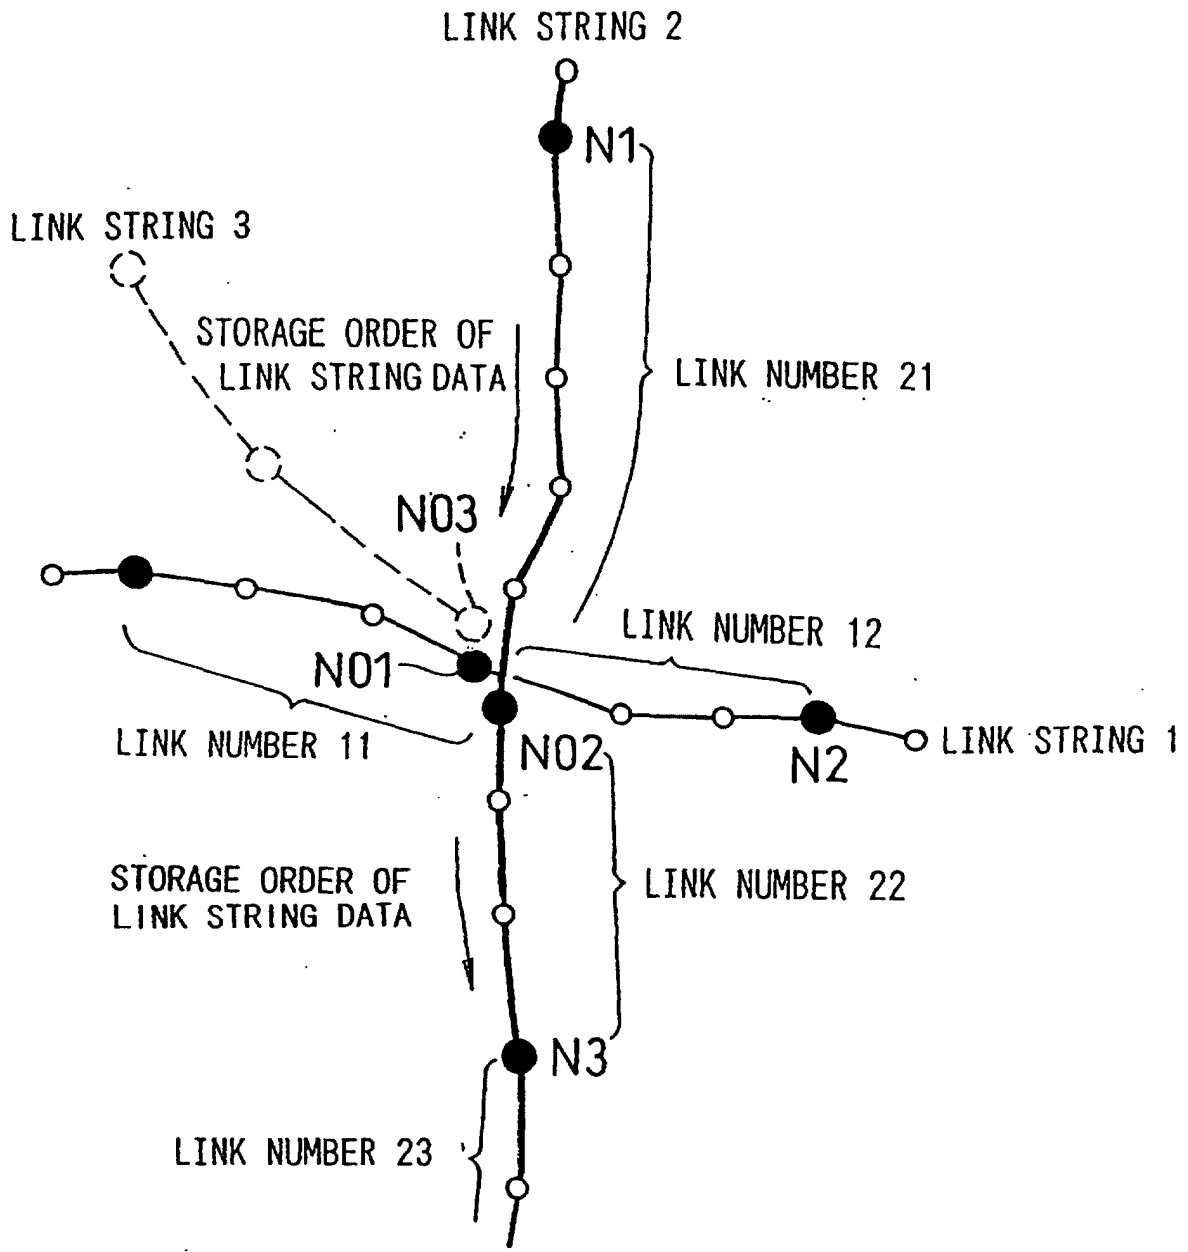 LINK STRING 2
N1
LINK STRING 3
STORAGE ORDER OF
LINK STRING DATA
LINK NUMBER 21
N03
LINK NUMBER 12
N01
LINK NUMBER 11
N02
N2
LINK STRING 1
STORAGE ORDER OF
LINK STRING DATA
LINK NUMBER 22
N3
LINK NUMBER 23